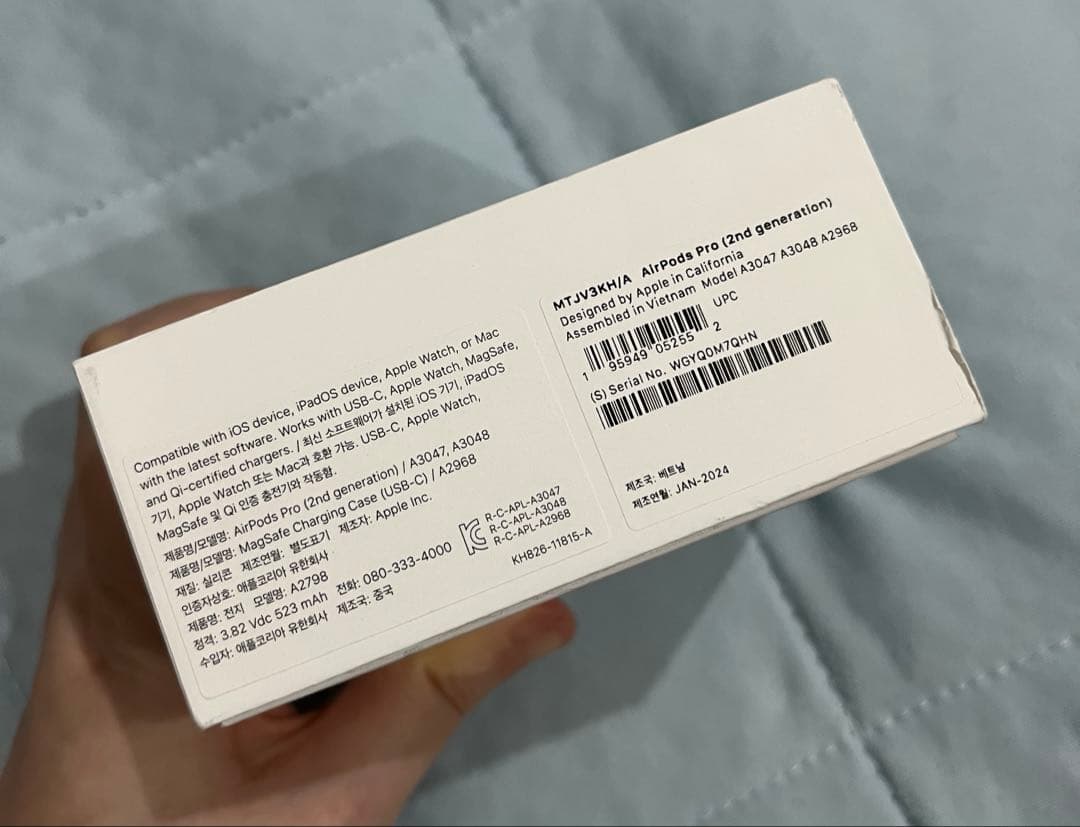 Compatible with iOS device, iPadOS device, Apple Watch, or Mac
with the latest software. Works with USB-C, Apple Watch, MagSafe,
and Qi-certified chargers. / 최신 소프트웨어가 설치된 iOS 기기, iPadOS
기기, Apple Watch 또는 Mac과 호환 가능. USB-C, Apple Watch,
MagSafe 및 Qi 인증 충전기와 작동함.
제품명/모델명: AirPods Pro (2nd generation) / A3047, A3048
제품명/모델명: MagSafe Charging Case (USB-C) / A2968
재질: 실리콘 제조연월: 별도표기 제조자: Apple Inc.
인증자상호: 애플코리아 유한회사
제품명: 전지 모델명: A2798
정격: 3.82 Vdc 523 mAh 전화: 080-333-4000
수입자: 애플코리아 유한회사 제조국: 중국
R-C-APL-A3047
R-C-APL-A3048
R-C-APL-A2968
KH826-11815-A
MTJV3KH/A AirPods Pro (2nd generation)
Designed by Apple in California
Assembled in Vietnam Model A3047 A3048 A2968
UPC
1 95949 05255 2
(S) Serial No. WGYQ0M7QHN
제조국: 베트남
제조연월: JAN-2024